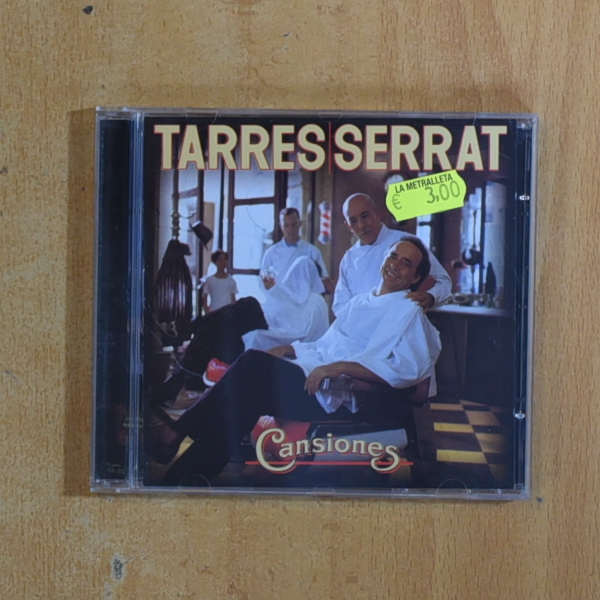 TARRES SERRAT
LA METRALLETA
€ 3,00
Cansiones